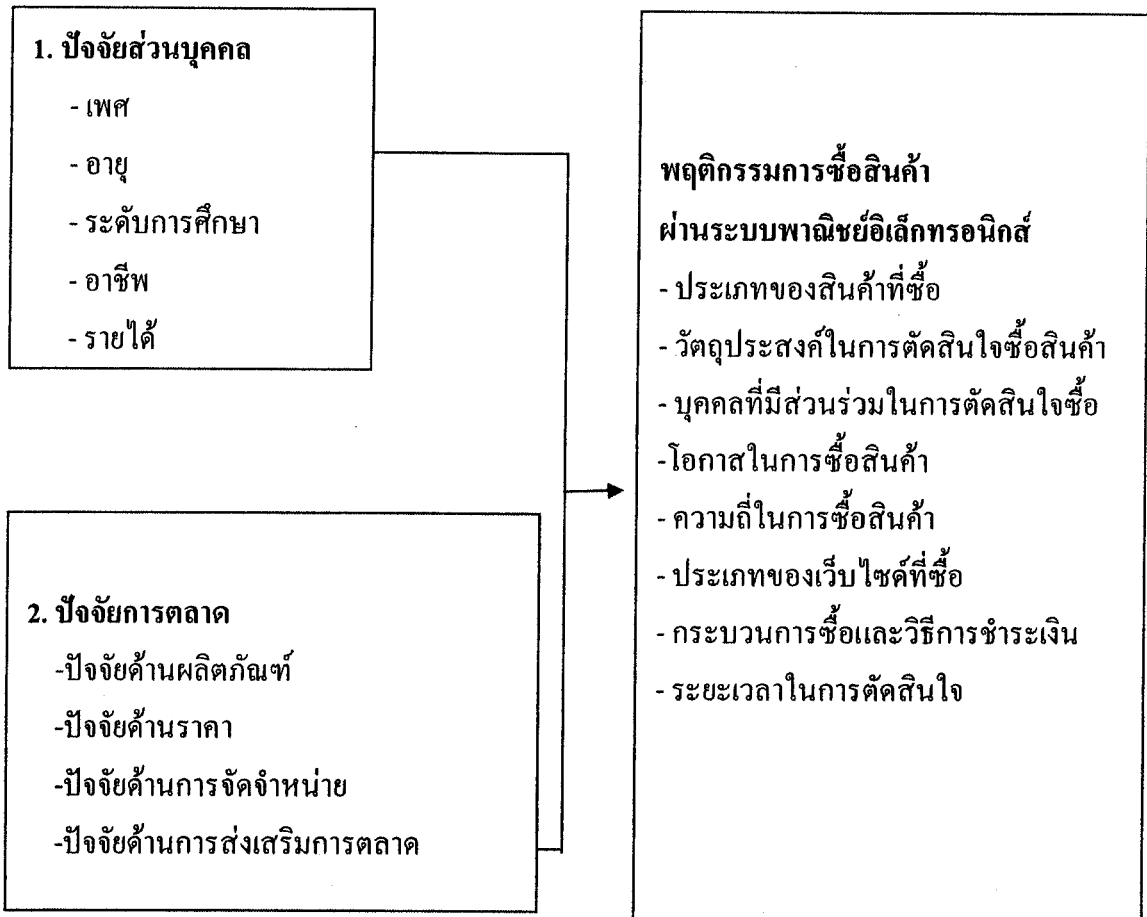 1. ปัจจัยส่วนบุคคล
- เพศ
- อายุ
- ระดับการศึกษา
- อาชีพ
- รายได้
2. ปัจจัยการตลาด
-ปัจจัยด้านผลิตภัณฑ์
-ปัจจัยด้านราคา
-ปัจจัยด้านการจัดจำหน่าย
-ปัจจัยด้านการส่งเสริมการตลาด
พฤติกรรมการซื้อสินค้า
ผ่านระบบพาณิชย์อิเล็กทรอนิกส์
- ประเภทของสินค้าที่ซื้อ
- วัตถุประสงค์ในการตัดสินใจซื้อสินค้า
- บุคคลที่มีส่วนร่วมในการตัดสินใจซื้อ
-โอกาสในการซื้อสินค้า
- ความถี่ในการซื้อสินค้า
- ประเภทของเว็บไซค์ที่ซื้อ
- กระบวนการซื้อและวิธีการชำระเงิน
- ระยะเวลาในการตัดสินใจ